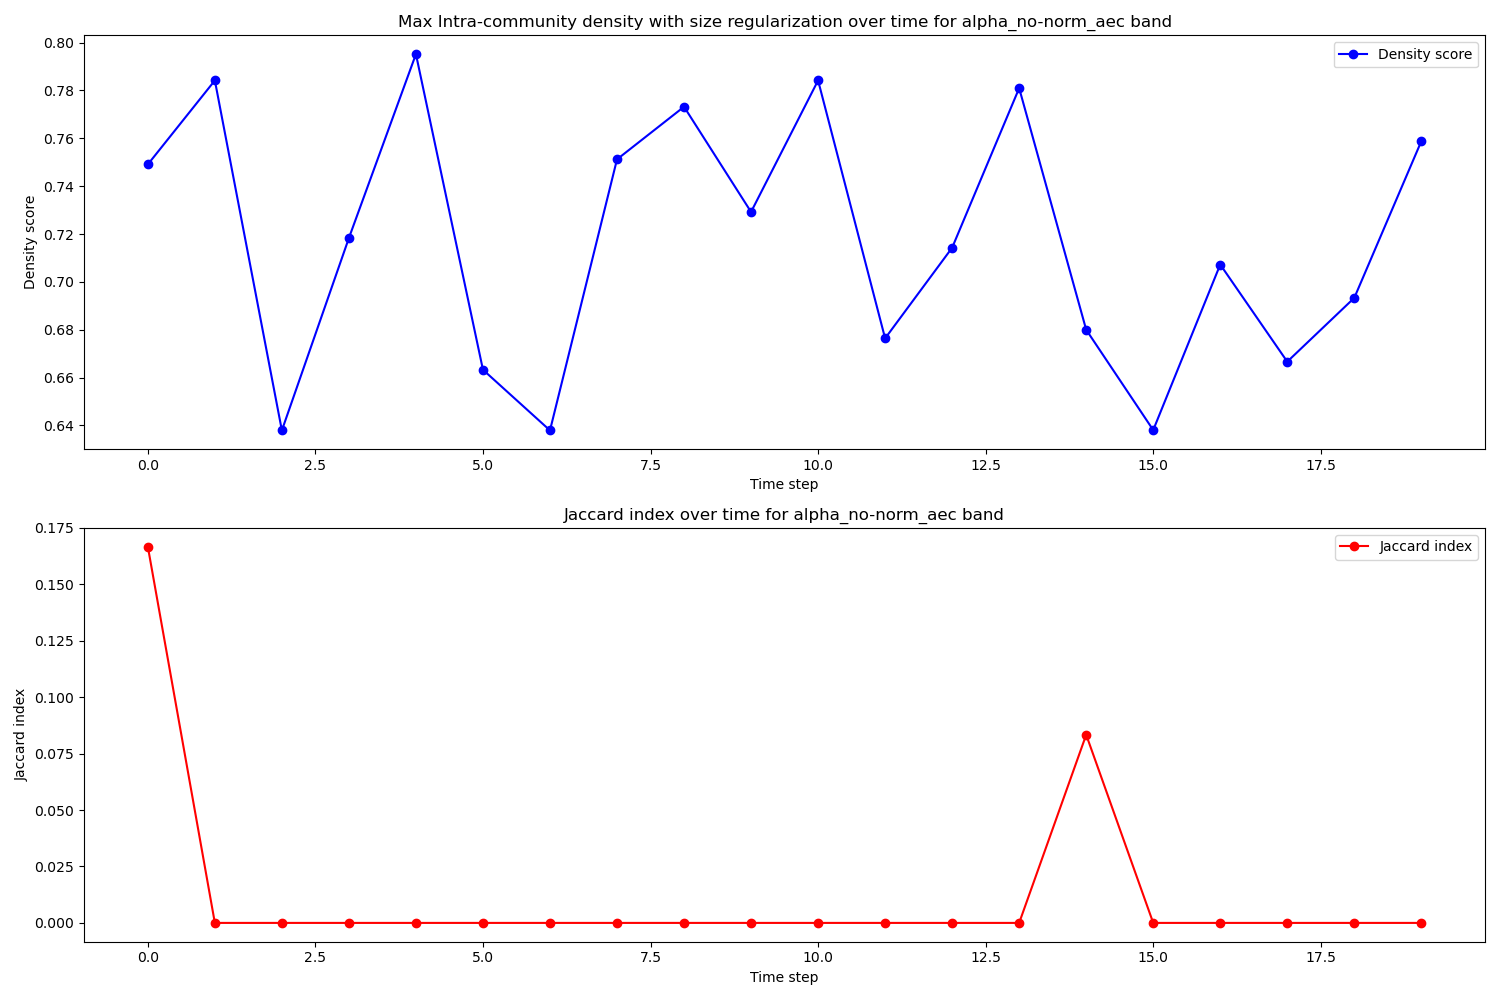 Max Intra-community density with size regularization over time for alpha_no-norm_aec band
Density score
0.80
0.78
0.76
0.74
0.72
0.70
0.68
0.66
0.64
Density score
0.0 2.5 5.0 7.5 10.0 12.5 15.0 17.5
Time step
Jaccard index over time for alpha_no-norm_aec band
Jaccard index
0.175
0.150
0.125
0.100
0.075
0.050
0.025
0.000
Jaccard index
0.0 2.5 5.0 7.5 10.0 12.5 15.0 17.5
Time step